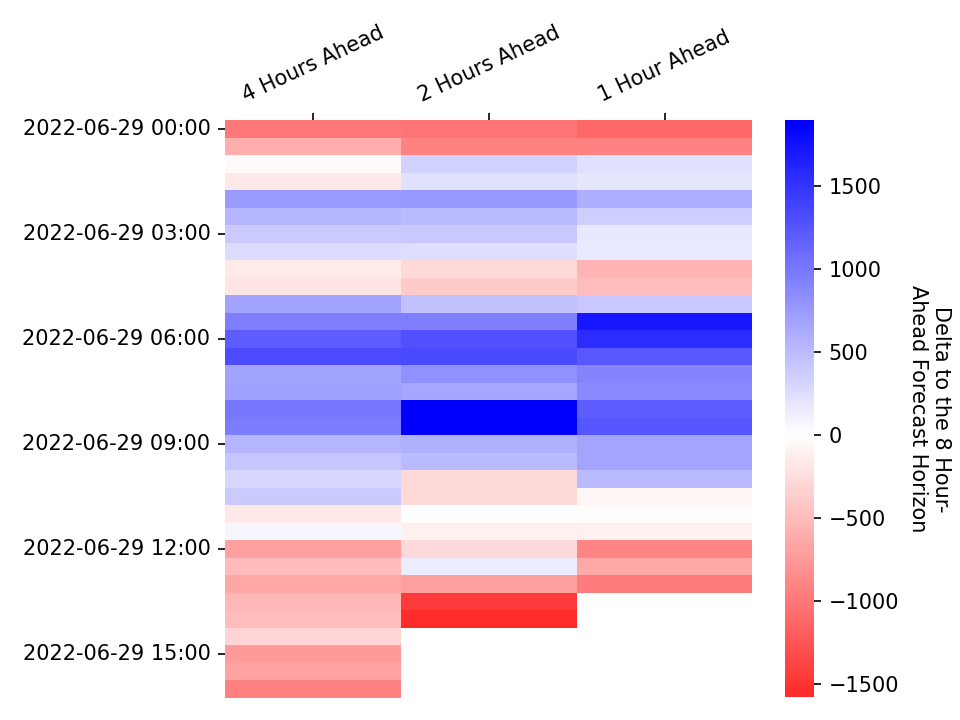 4 Hours Ahead
2 Hours Ahead
1 Hour Ahead
2022-06-29 00:00
2022-06-29 03:00
2022-06-29 06:00
2022-06-29 09:00
2022-06-29 12:00
2022-06-29 15:00
1500
1000
500
0
−500
−1000
−1500
Delta to the 8 Hour-
Ahead Forecast Horizon